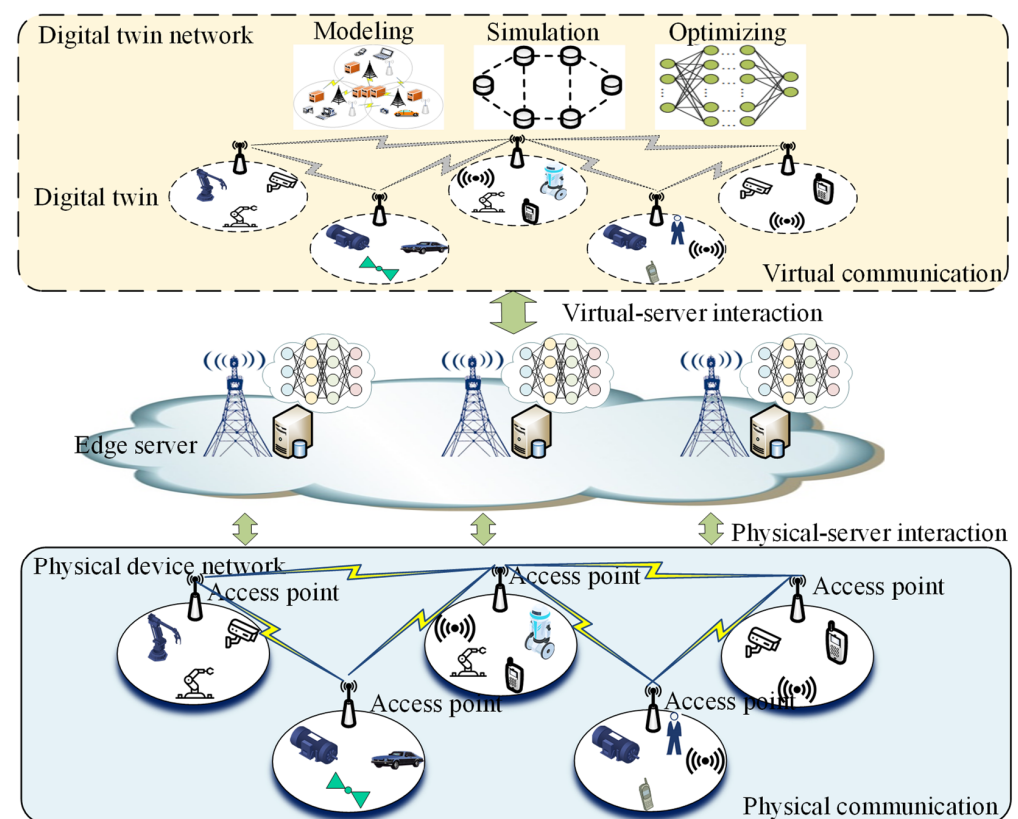 Digital twin network
Modeling
Simulation
Optimizing
Digital twin
Virtual communication
Virtual-server interaction
Edge server
Physical-server interaction
Physical device network
Access point
Access point
Access point
Access point
Access point
Physical communication